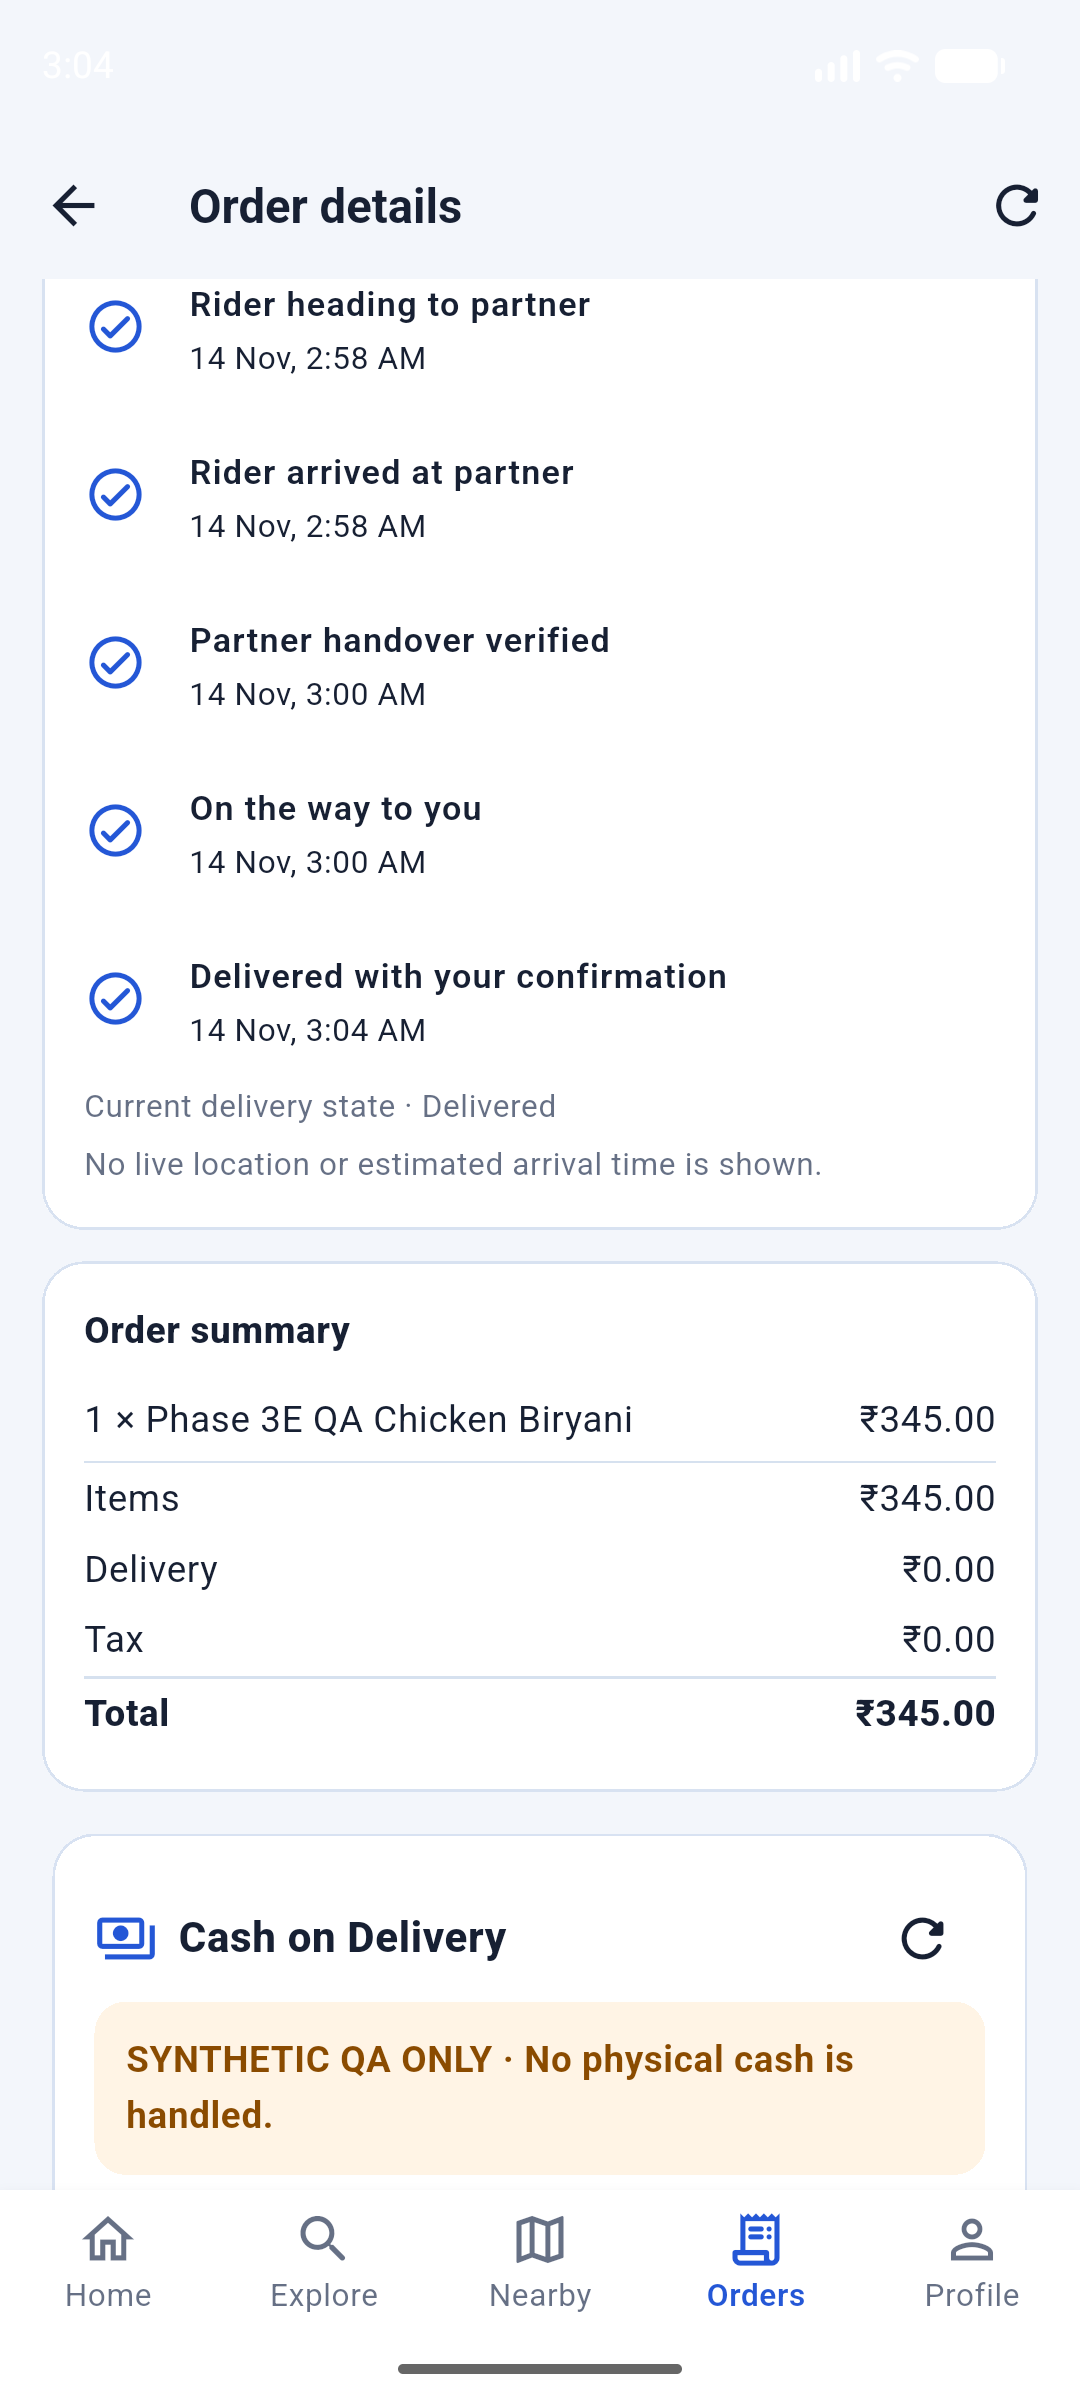 3:04
Order details
Rider heading to partner
14 Nov, 2:58 AM
Rider arrived at partner
14 Nov, 2:58 AM
Partner handover verified
14 Nov, 3:00 AM
On the way to you
14 Nov, 3:00 AM
Delivered with your confirmation
14 Nov, 3:04 AM
Current delivery state · Delivered
No live location or estimated arrival time is shown.
Order summary
1 × Phase 3E QA Chicken Biryani ₹345.00
Items ₹345.00
Delivery ₹0.00
Tax ₹0.00
Total ₹345.00
Cash on Delivery
SYNTHETIC QA ONLY · No physical cash is
handled.
Home Explore Nearby Orders Profile